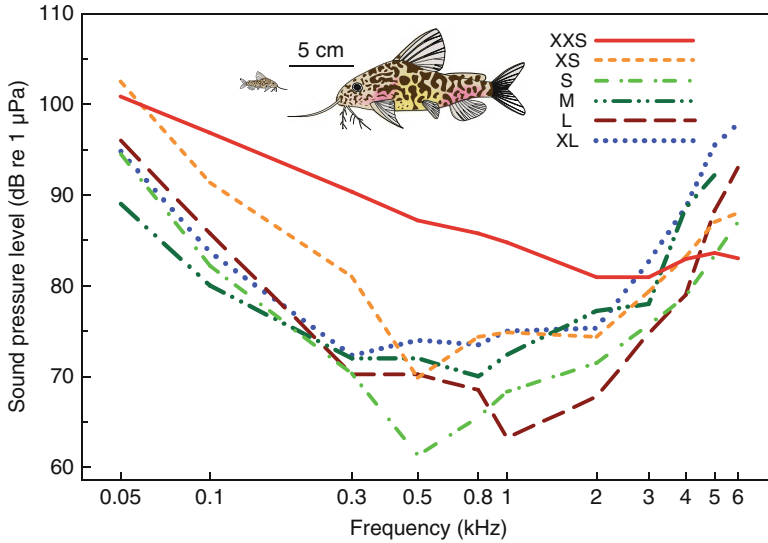 110
100
90
80
70
60
Sound pressure level (dB re 1 µPa)
5 cm
XXS
XS
S
M
L
XL
0.05 0.1 0.3 0.5 0.8 1 2 3 4 5 6
Frequency (kHz)